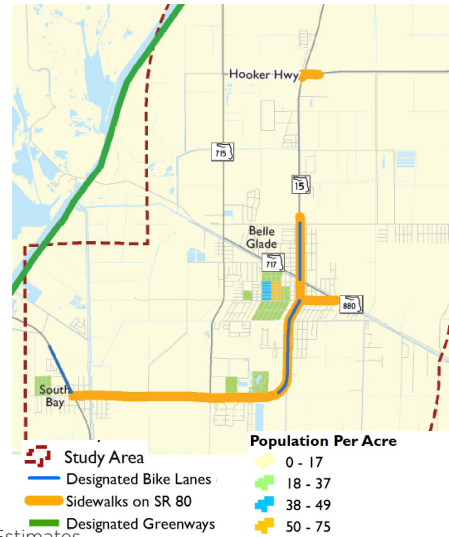 Hooker Hwy
715
15
Belle
Glade
717
880
South
Bay
Study Area
Designated Bike Lanes
Sidewalks on SR 80
Designated Greenways
Population Per Acre
0 - 17
18 - 37
38 - 49
50 - 75
Estimates